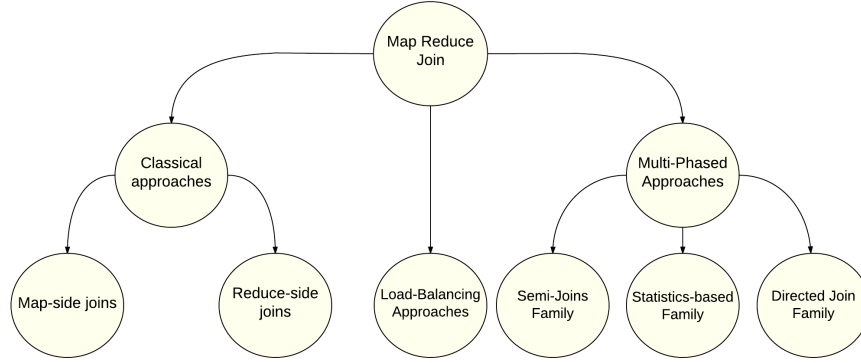 Map Reduce
Join
Classical
approaches
Multi-Phased
Approaches
Map-side joins
Reduce-side
joins
Load-Balancing
Approaches
Semi-Joins
Family
Statistics-based
Family
Directed Join
Family